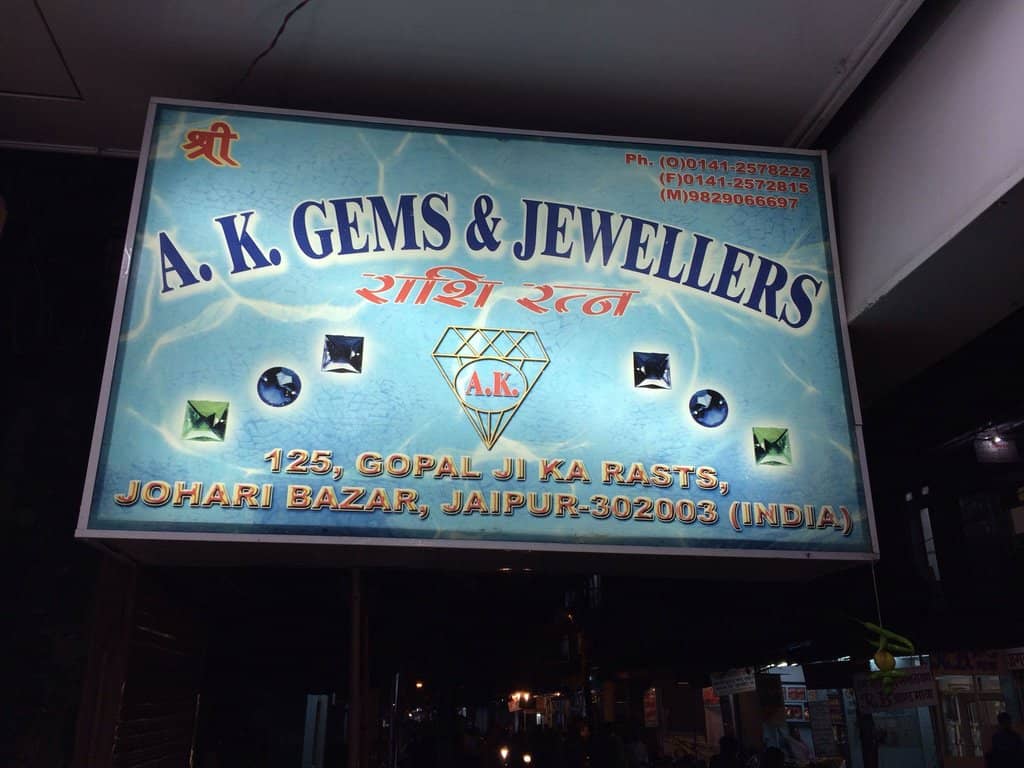 श्री
Ph. (O)0141-2578222
(F)0141-2572815
(M)9829066697
A. K. GEMS & JEWELLERS
राशि रत्न
A.K.
125, GOPAL JI KA RASTS,
JOHARI BAZAR, JAIPUR-302003 (INDIA)